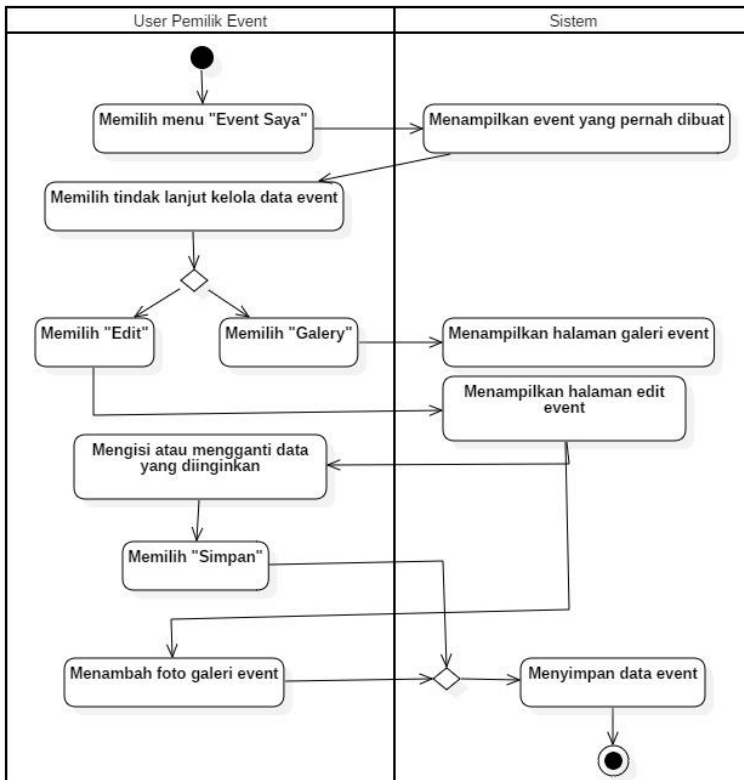 User Pemilik Event
Sistem
Memilih menu "Event Saya"
Menampilkan event yang pernah dibuat
Memilih tindak lanjut kelola data event
Memilih "Edit"
Memilih "Galery"
Menampilkan halaman galeri event
Menampilkan halaman edit
event
Mengisi atau mengganti data
yang diinginkan
Memilih "Simpan"
Menambah foto galeri event
Menyimpan data event